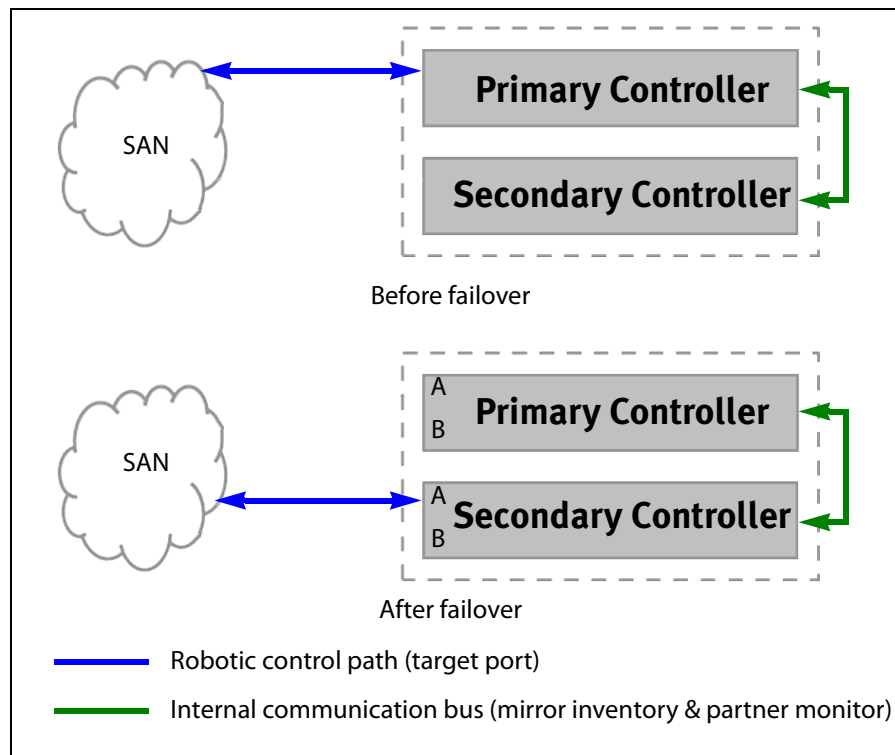 SAN
Primary Controller
Secondary Controller
Before failover
SAN
A
B
Primary Controller
A
B
Secondary Controller
After failover
Robotic control path (target port)
Internal communication bus (mirror inventory & partner monitor)